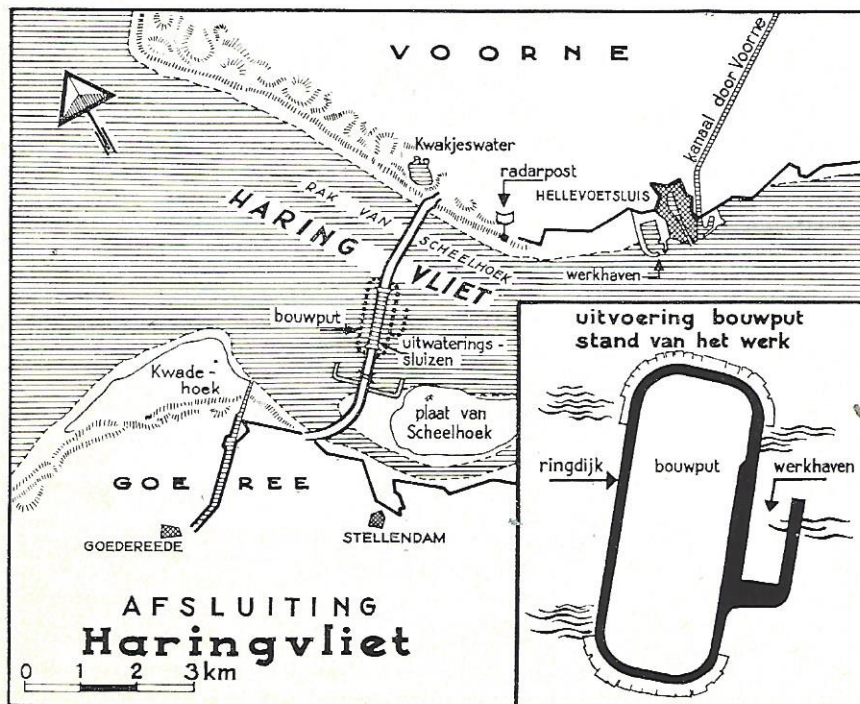 VOORNE
kanaal door Voorne
Kwakjeswater
radarpost
HELLEVOETSLUIS
RAK VAN
SCHEELHOEK
HARING
VLIET
werkhaven
bouwput
uitwaterings-
sluizen
Kwade-
hoek
plaat van
Scheelhoek
GOEREE
GOEDEREEDE
STELLENDAM
AFSLUITING
Haringvliet
0 1 2 3 km
uitvoering bouwput
stand van het werk
ringdijk
bouwput
werkhaven